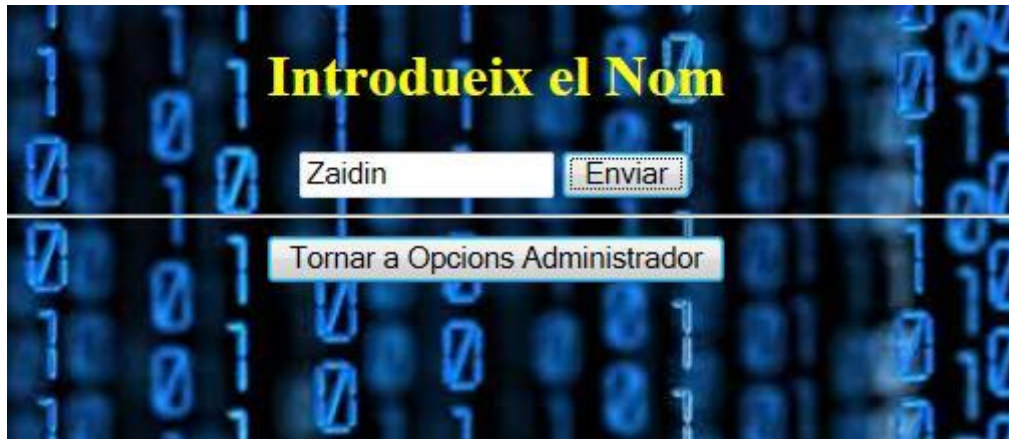 Introdueix el Nom
Zaidin Enviar
Tornar a Opcions Administrador